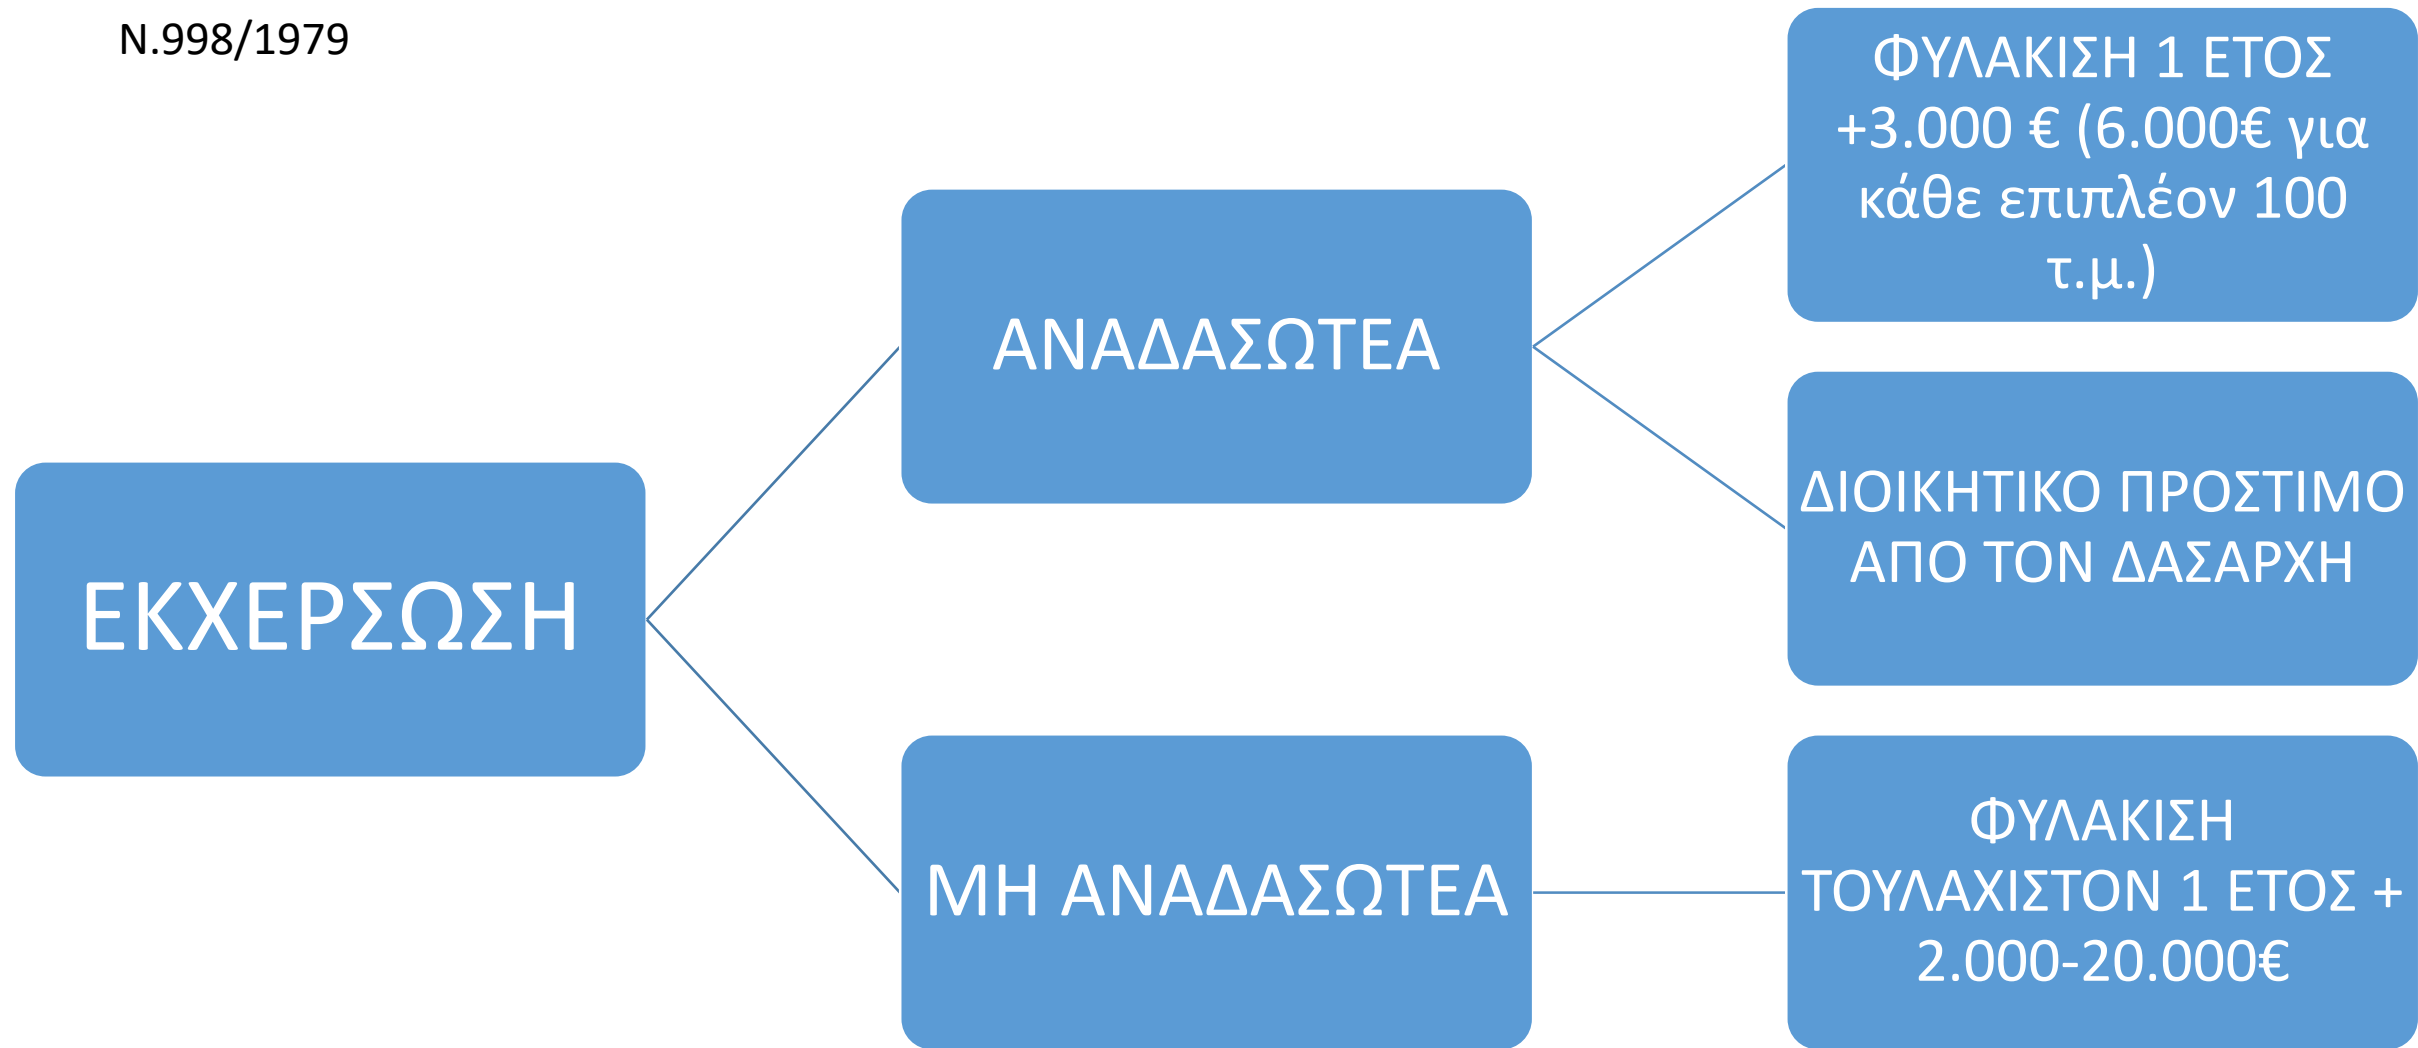 Ν.998/1979
ΕΚΧΕΡΣΩΣΗ
ΑΝΑΔΑΣΩΤΕΑ
ΦΥΛΑΚΙΣΗ 1 ΕΤΟΣ
+3.000 € (6.000€ για
κάθε επιπλέον 100
τ.μ.)
ΔΙΟΙΚΗΤΙΚΟ ΠΡΟΣΤΙΜΟ
ΑΠΟ ΤΟΝ ΔΑΣΑΡΧΗ
ΜΗ ΑΝΑΔΑΣΩΤΕΑ
ΦΥΛΑΚΙΣΗ
ΤΟΥΛΑΧΙΣΤΟΝ 1 ΕΤΟΣ +
2.000-20.000€